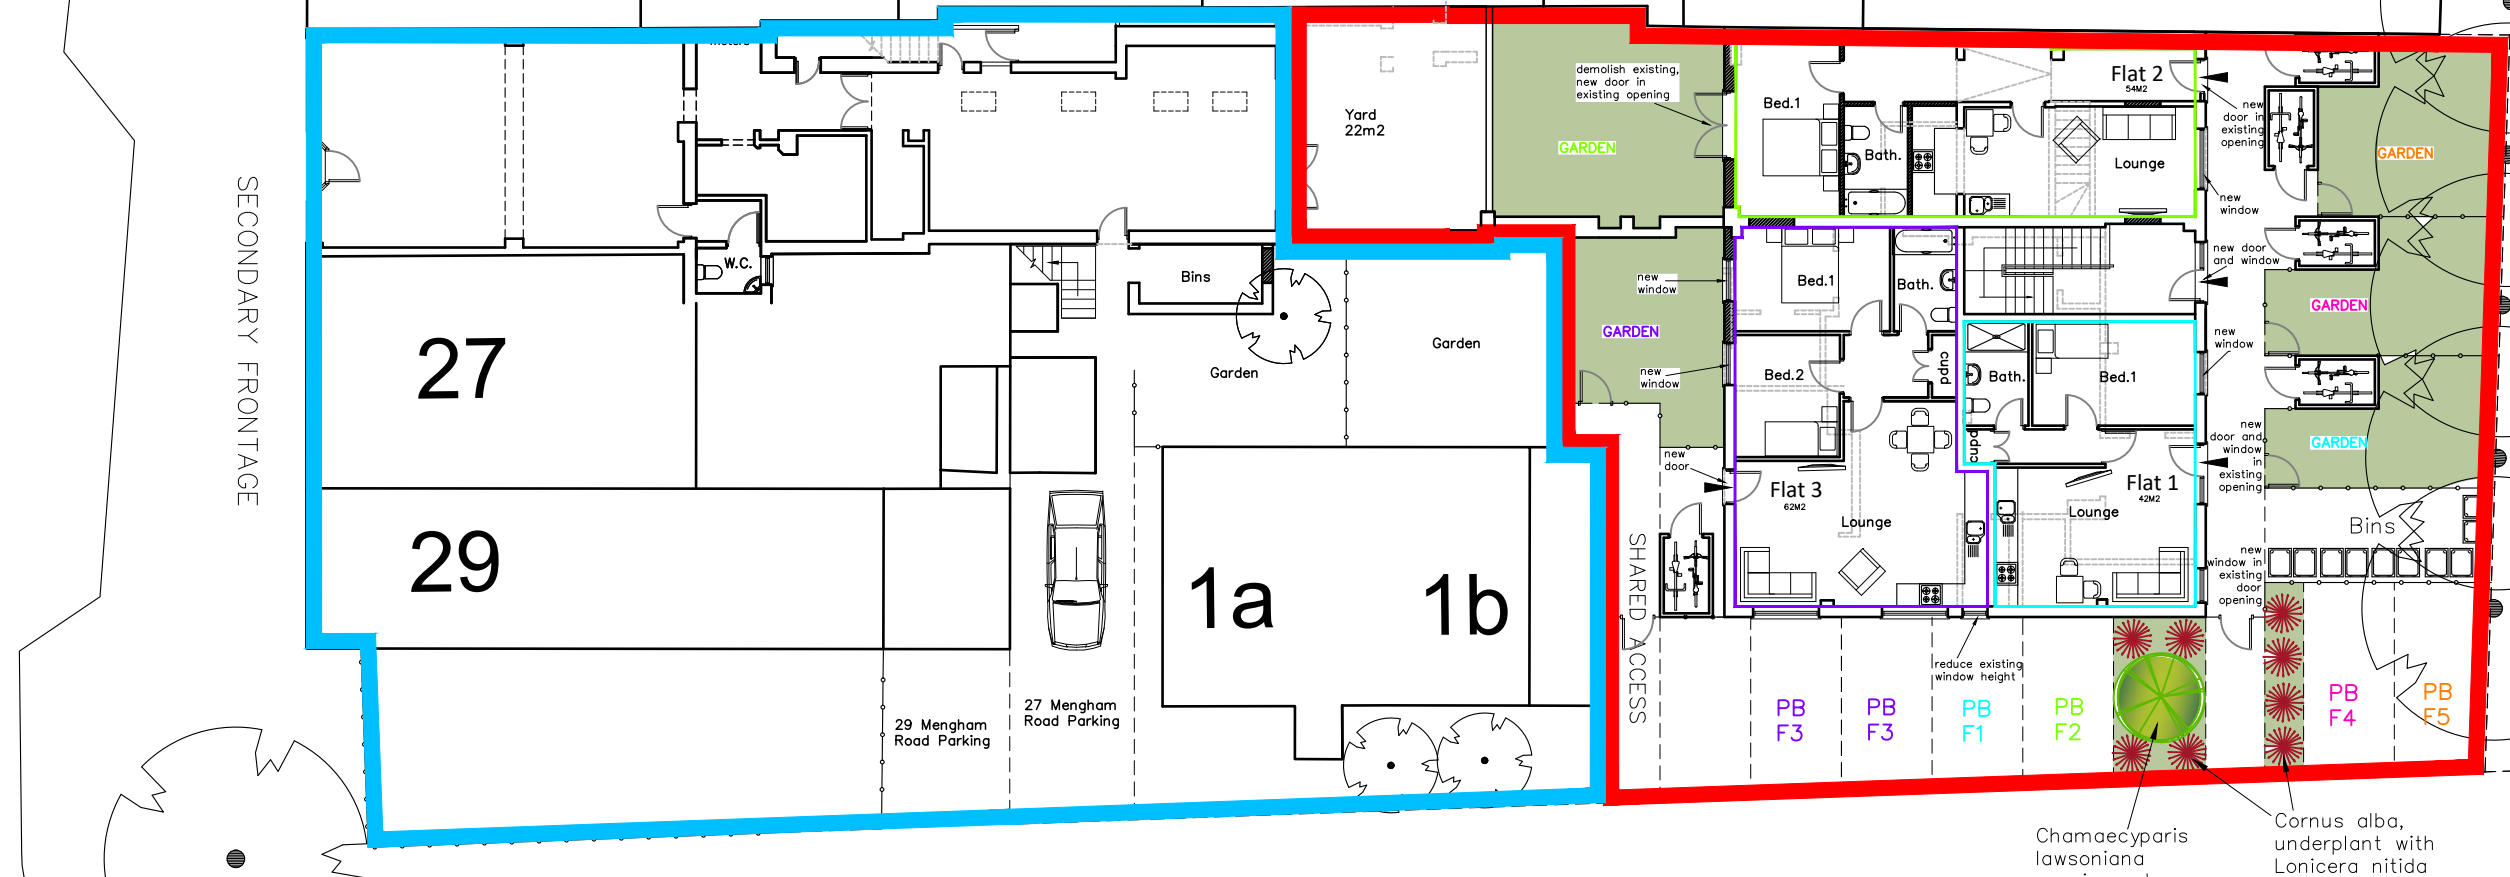 SECONDARY FRONTAGE
W.C.
27
29
Bins
Garden
Garden
1a
1b
29 Mengham
Road Parking
27 Mengham
Road Parking
Yard
22m2
demolish existing,
new door in
existing opening
GARDEN
Bed.1
Bath.
Flat 2
54M2
Lounge
new
door in
existing
opening
new
window
GARDEN
new
window
GARDEN
new
window
Bed.1
Bath.
Bed.2
cupd
new door
and window
GARDEN
new
window
Bath.
Bed.1
cupd
new
door and
window
in
existing
opening
GARDEN
new
door
Flat 3
62M2
Lounge
Flat 1
42M2
Lounge
Bins
new
window in
existing
door
opening
SHARED ACCESS
reduce existing
window height
PB
F3
PB
F3
PB
F1
PB
F2
PB
F4
PB
F5
Chamaecyparis
lawsoniana
Cornus alba,
underplant with
Lonicera nitida